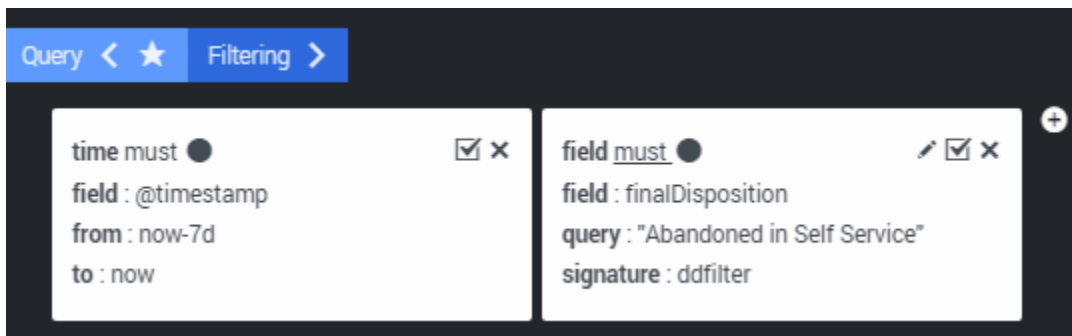 Query Filtering
time must
field : @timestamp
from : now-7d
to : now
field must
field : finalDisposition
query : "Abandoned in Self Service"
signature : ddfilter